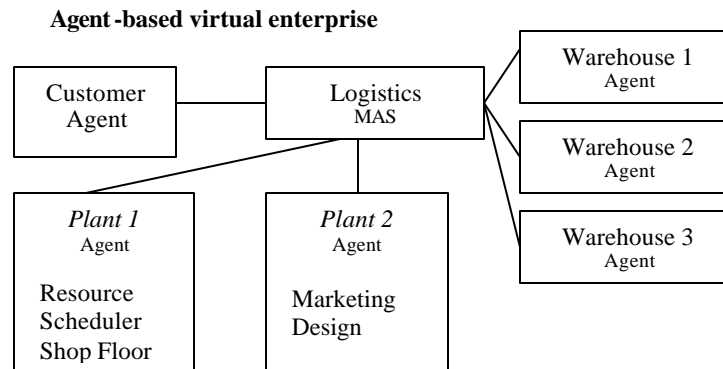 Agent-based virtual enterprise
Customer
Agent
Logistics
MAS
Warehouse 1
Agent
Warehouse 2
Agent
Warehouse 3
Agent
Plant 1
Agent
Resource
Scheduler
Shop Floor
Plant 2
Agent
Marketing
Design